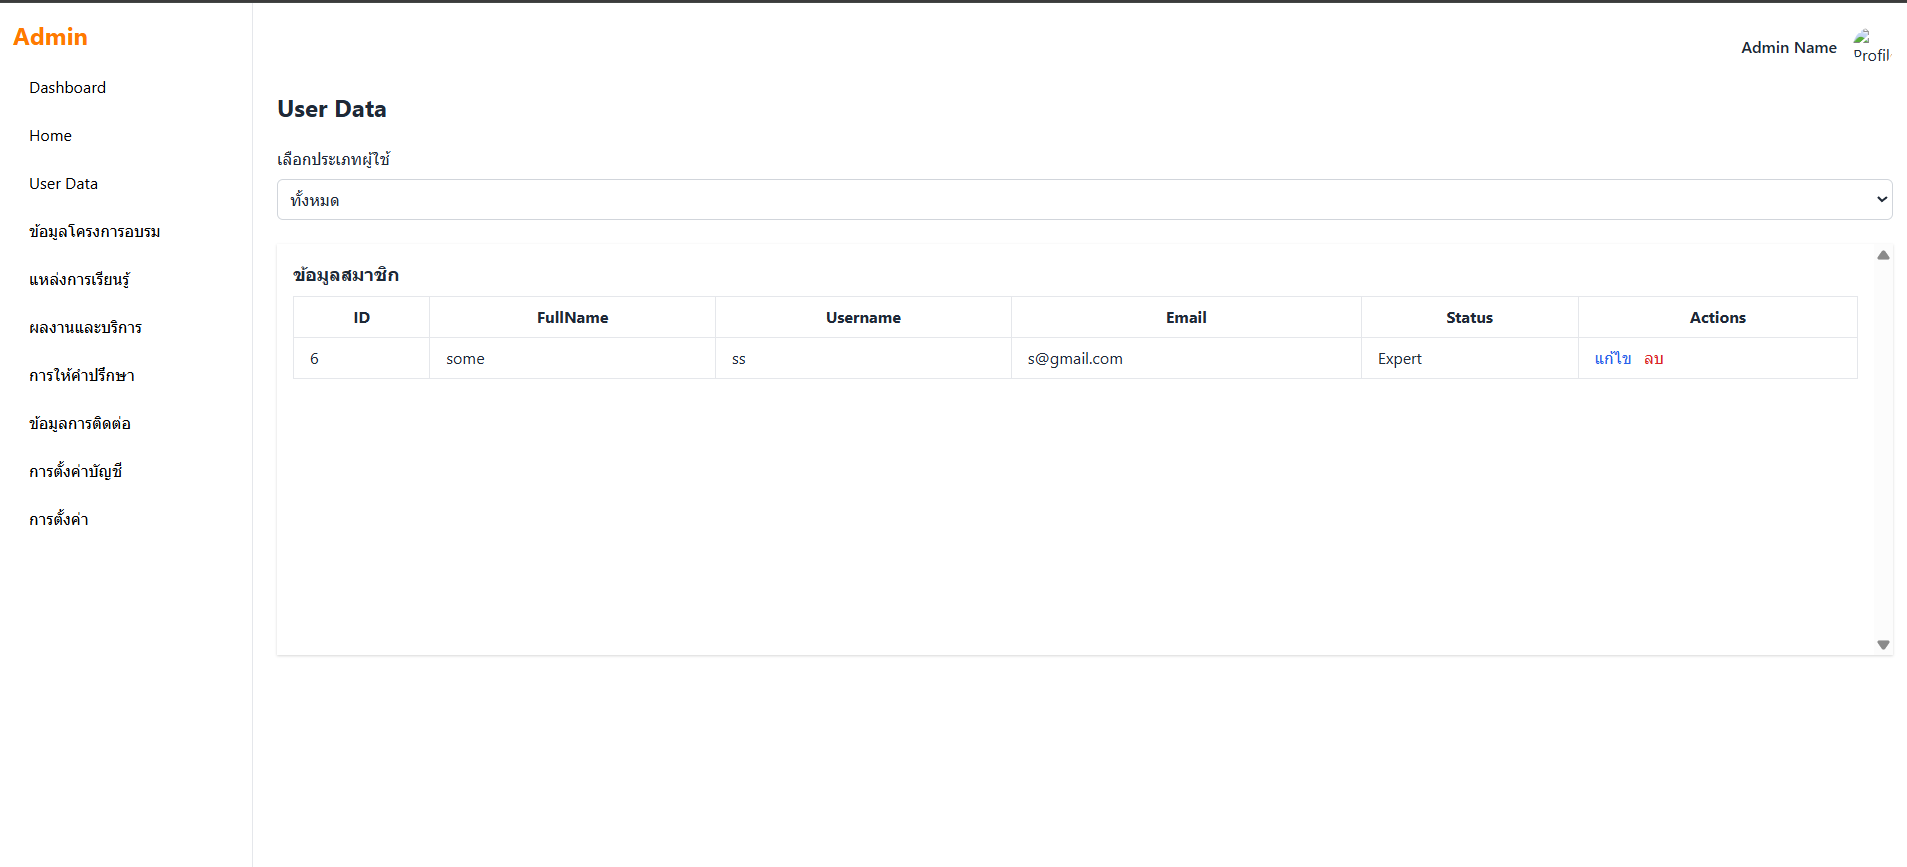 Admin
Dashboard
Home
User Data
ข้อมูลโครงการอบรม
แหล่งการเรียนรู้
ผลงานและบริการ
การให้คำปรึกษา
ข้อมูลการติดต่อ
การตั้งค่าบัญชี
การตั้งค่า
Admin Name
Profil
User Data
เลือกประเภทผู้ใช้
ทั้งหมด
ข้อมูลสมาชิก
ID FullName Username Email Status Actions
6 some ss s@gmail.com Expert แก้ไข ลบ